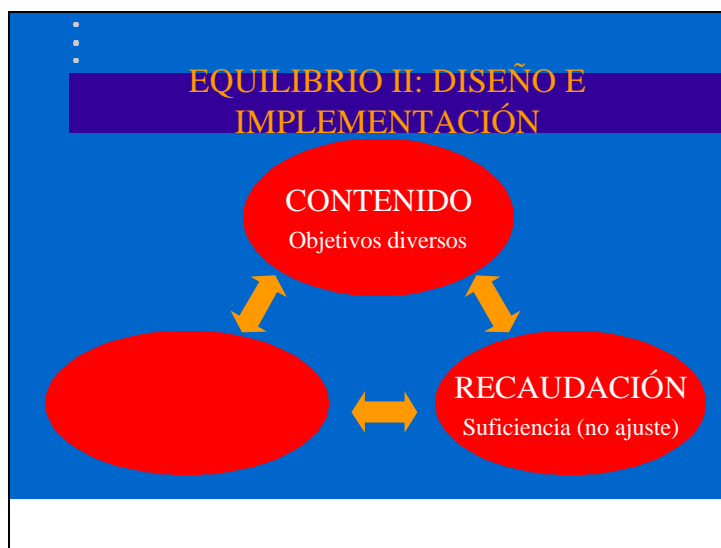 EQUILIBRIO II: DISEÑO E
IMPLEMENTACIÓN
CONTENIDO
Objetivos diversos
RECAUDACIÓN
Suficiencia (no ajuste)